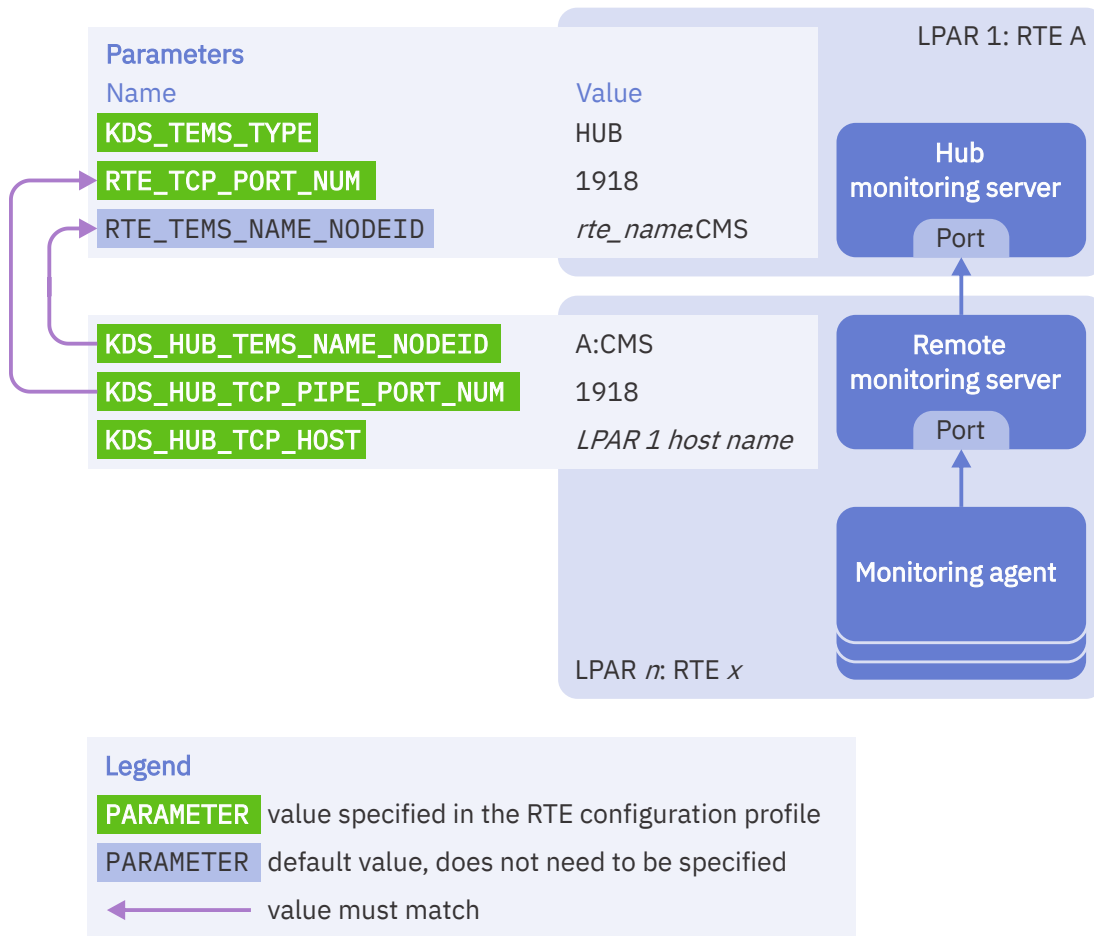 LPAR 1: RTE A
Parameters
Name Value
KDS_TEMS_TYPE HUB
RTE_TCP_PORT_NUM 1918
RTE_TEMS_NAME_NODEID rte_name:CMS
Hub
monitoring server
Port
KDS_HUB_TEMS_NAME_NODEID A:CMS
KDS_HUB_TCP_PIPE_PORT_NUM 1918
KDS_HUB_TCP_HOST LPAR 1 host name
Remote
monitoring server
Port
Monitoring agent
LPAR n: RTE x
Legend
PARAMETER value specified in the RTE configuration profile
PARAMETER default value, does not need to be specified
value must match